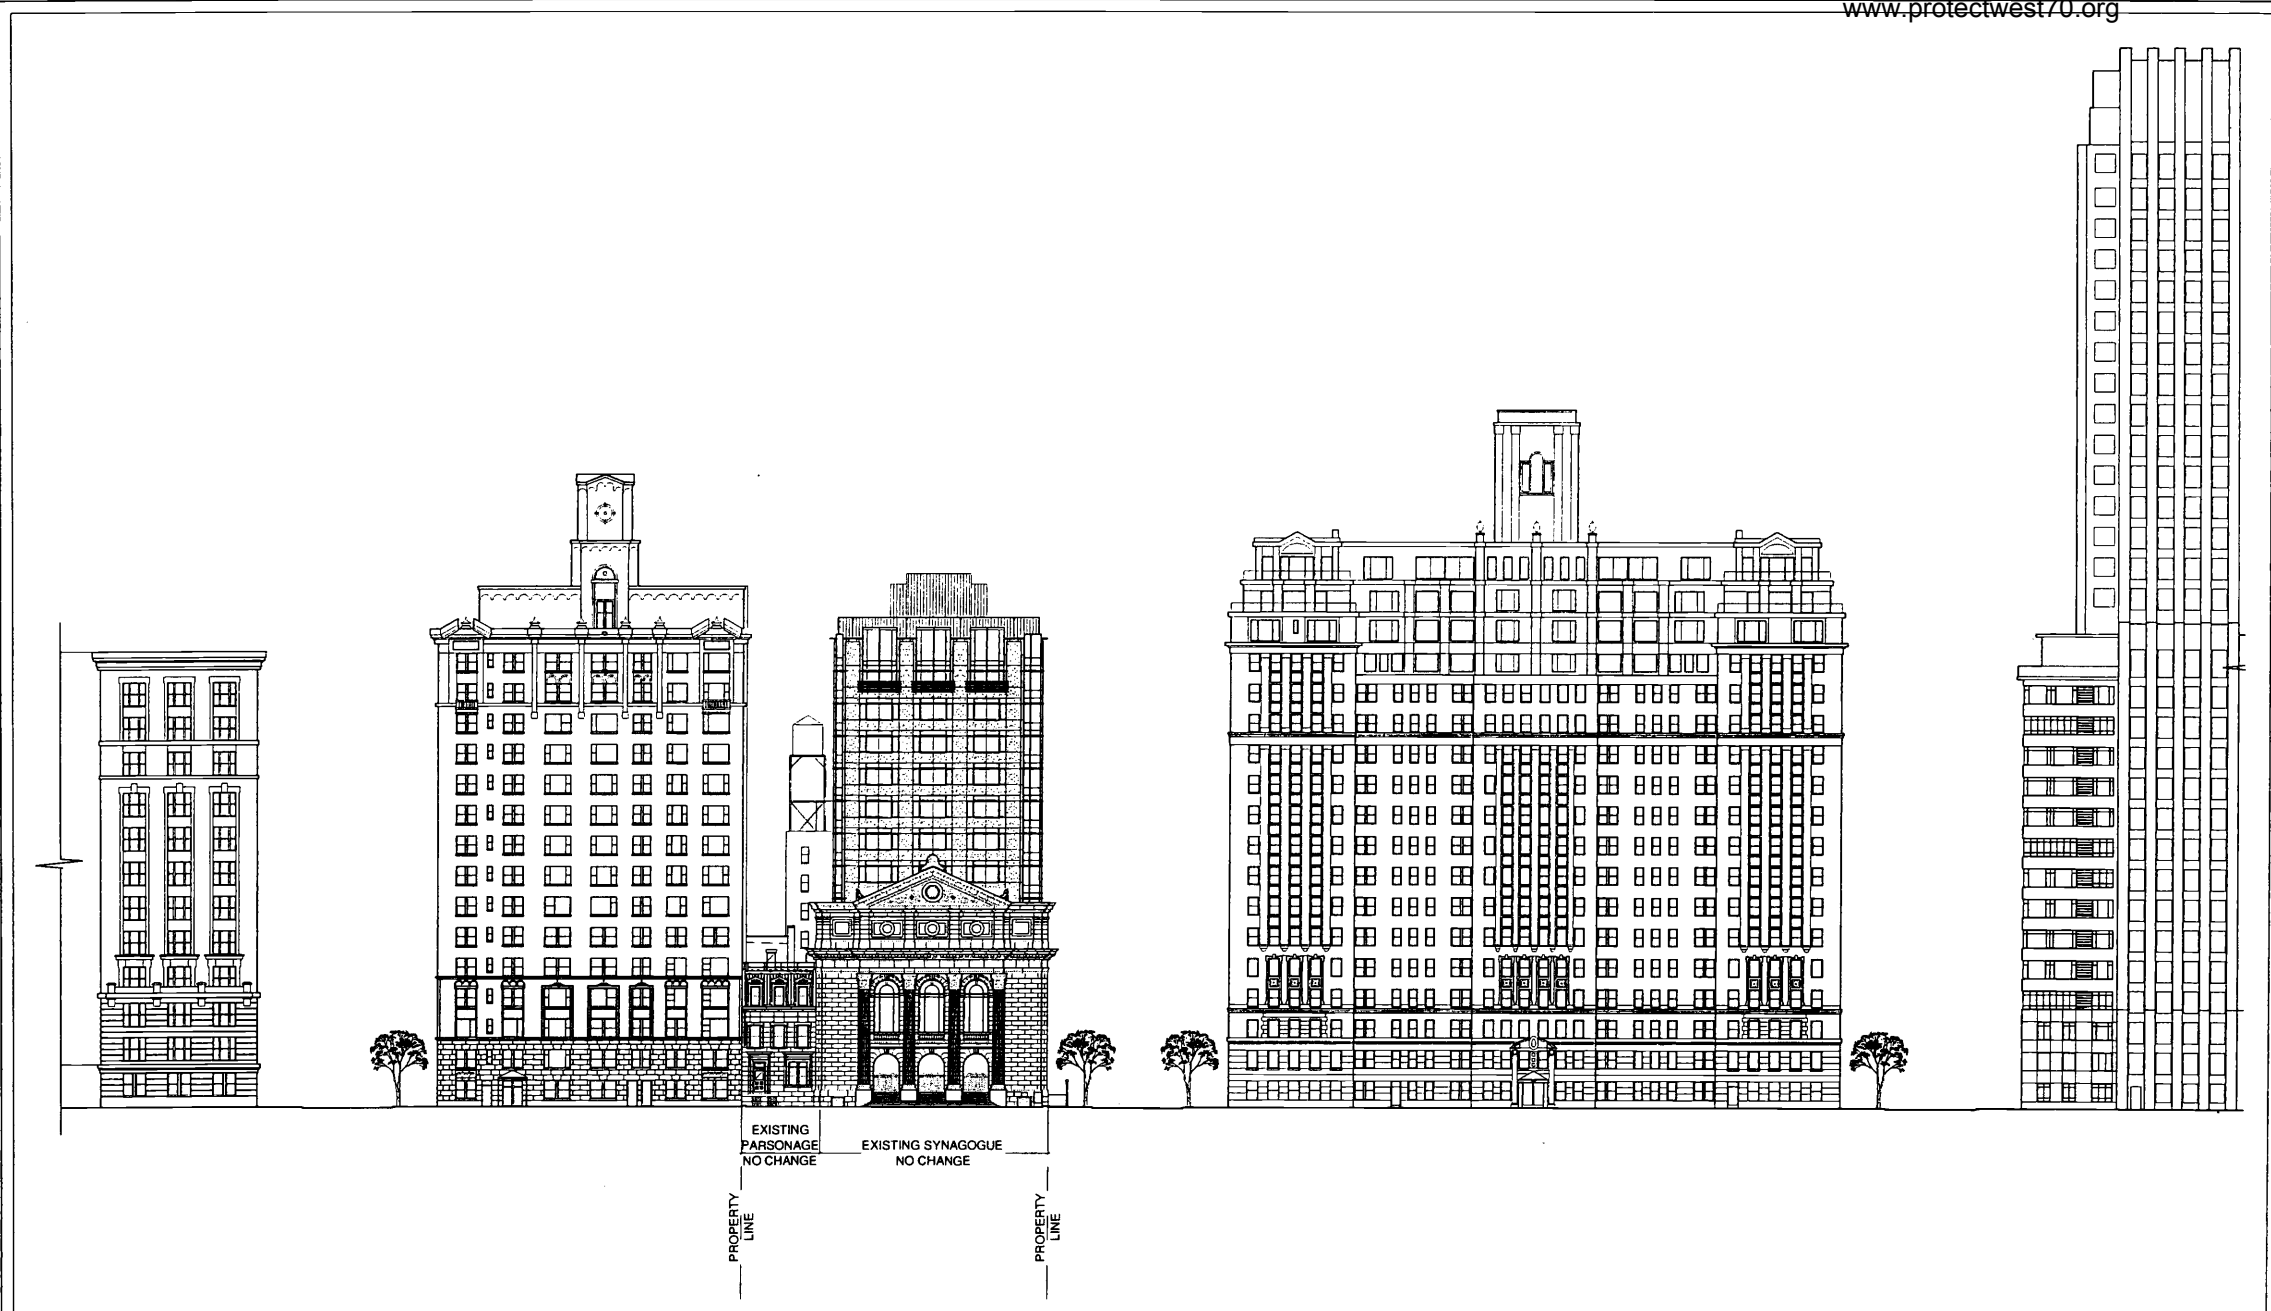 www.protectwest70.org
EXISTING
PARSONAGE
NO CHANGE
EXISTING SYNAGOGUE
NO CHANGE
PROPERTY
LINE
PROPERTY
LINE